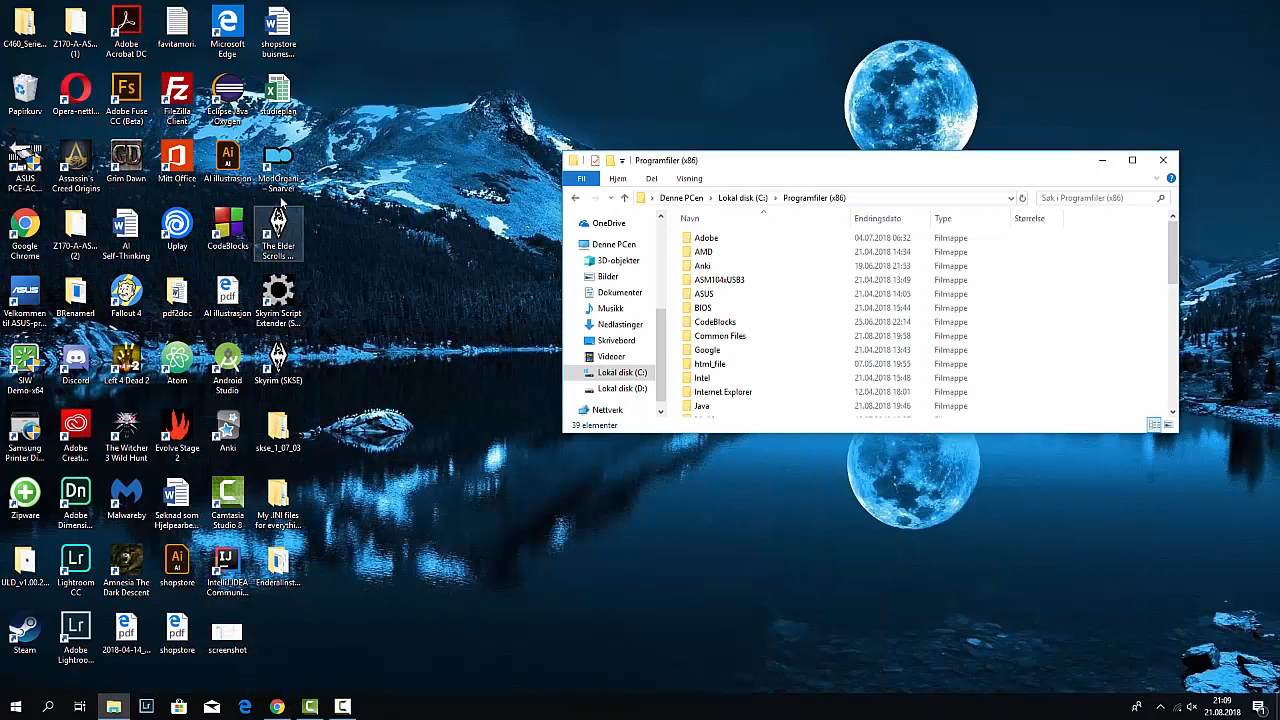 C460_Serie...
Z170-A-AS... (1)
Adobe Acrobat DC
favitamori...
Microsoft Edge
shopstore buisnes...
Papirkurv
Opera-nettl...
Adobe Fuse CC (Beta)
FileZilla Client
Eclipse Java Oxygen
studieplan
ASUS PCE-AC...
Assassin's Creed Origins
Grim Dawn
Mitt Office
AI illustrasjon
ModOrgani... – Snarvei
Google Chrome
Z170-A-AS... (2)
AI Self-Thinking
Uplay
CodeBlocks
The Elder Scrolls ...
Velkommen til ASUS-pr...
BRenamerI...
Fallout 4
pdf2doc
AI illustrasjon
Skyrim Script Extender (S...
SIW Demo-x64
Discord
Left 4 Dead 2
Atom
Android Studio
Skyrim (SKSE)
Samsung Printer Di...
Adobe Creati...
The Witcher 3 Wild Hunt
Evolve Stage 2
Anki
skse_1_07_03
Zipware
Adobe Dimensi...
Malwareby...
Søknad som Hjelpearbe...
Camtasia Studio 8
My .INI files for everythi...
ULD_v1.00.2...
Lightroom CC
Amnesia The Dark Descent
shopstore
IntelliJ IDEA Communi...
EnderalInst...
Steam
Adobe Lightroo...
2018-04-14_...
shopstore
screenshot
Programfiler (x86)
Fil Hjem Del Visning
Denne PCen > Lokal disk (C:) > Programfiler (x86)
Søk i Programfiler (x86)
OneDrive
Denne PCen
3D-objekter
Bilder
Dokumenter
Musikk
Nedlastinger
Skrivebord
Videoer
Lokal disk (C:)
Lokal disk (D:)
Nettverk
Navn Endringsdato Type Størrelse
Adobe 04.07.2018 06:32 Filmappe
AMD 21.04.2018 14:34 Filmappe
Anki 19.06.2018 21:53 Filmappe
ASM104xUSB3 21.04.2018 13:49 Filmappe
ASUS 21.04.2018 14:05 Filmappe
BIOS 21.04.2018 15:44 Filmappe
CodeBlocks 25.06.2018 22:14 Filmappe
Common Files 21.08.2018 19:58 Filmappe
Google 21.04.2018 13:43 Filmappe
html_file 07.05.2018 19:55 Filmappe
Intel 21.04.2018 15:48 Filmappe
Internet Explorer 12.04.2018 18:01 Filmappe
Java 21.08.2018 19:46 Filmappe
39 elementer
21:09
21.08.2018